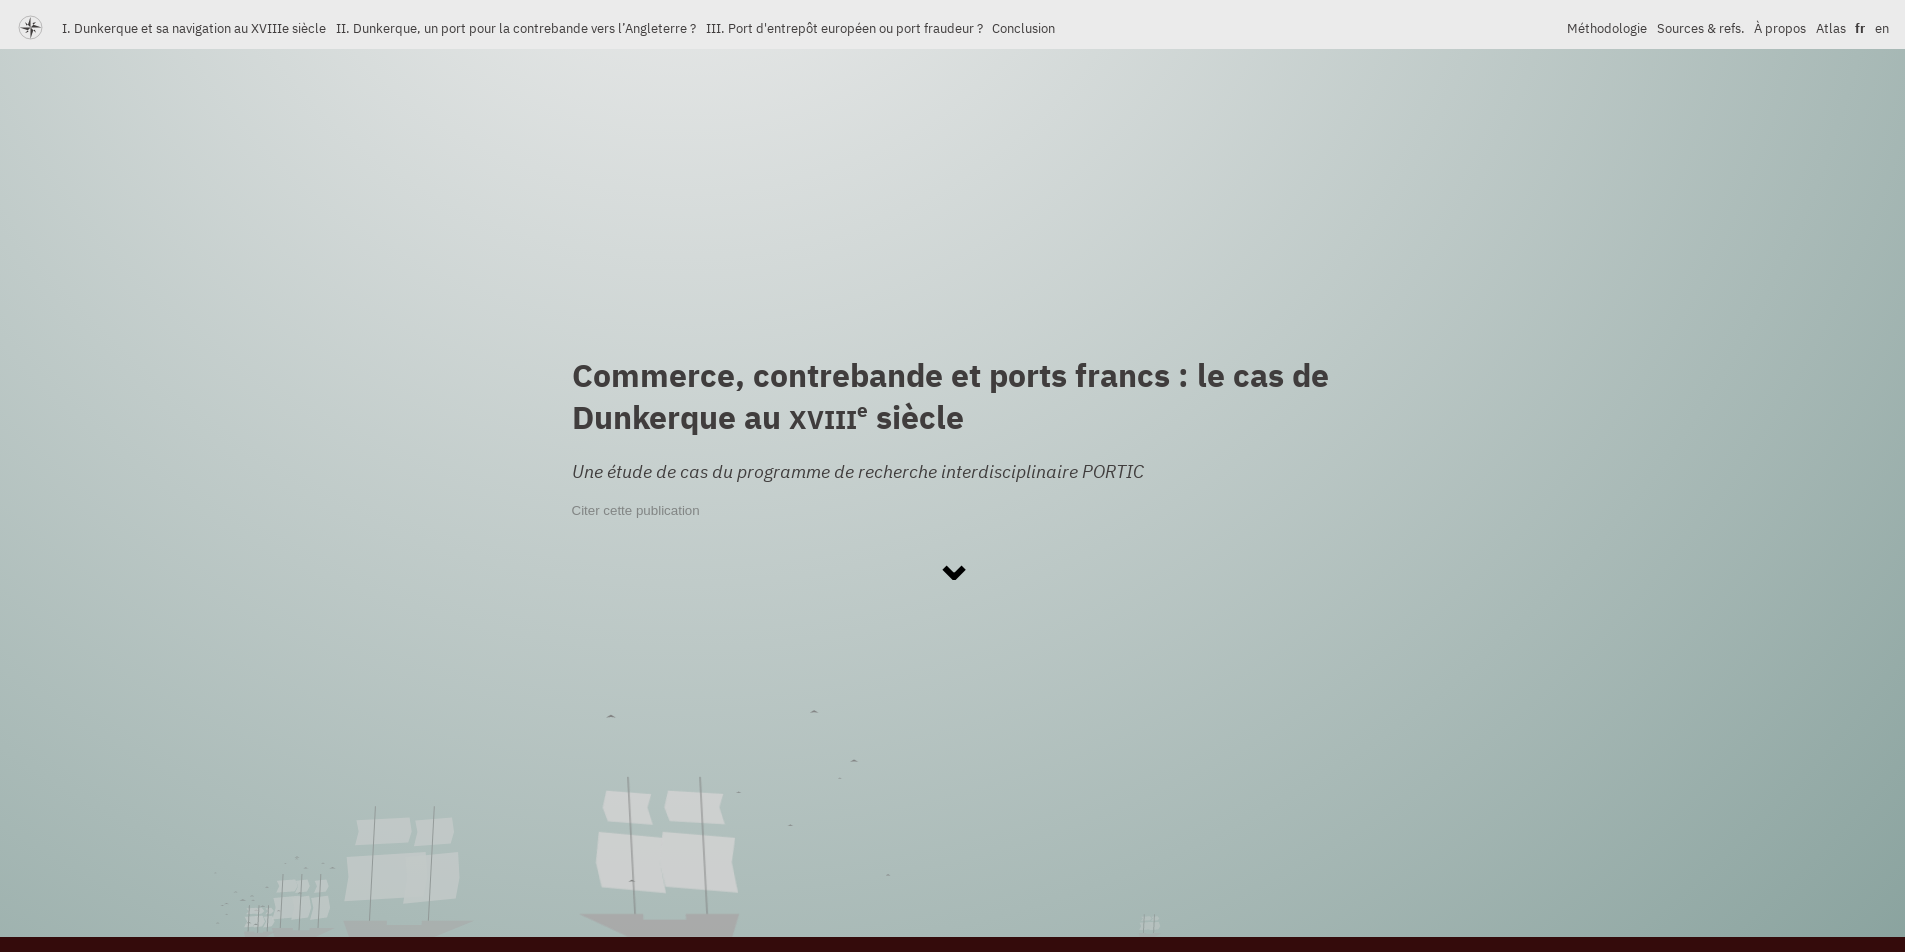 I. Dunkerque et sa navigation au XVIIIe siècle II. Dunkerque, un port pour la contrebande vers l’Angleterre ? III. Port d'entrepôt européen ou port fraudeur ? Conclusion Méthodologie Sources & refs. À propos Atlas fr en
Commerce, contrebande et ports francs : le cas de
Dunkerque au XVIIIe siècle
Une étude de cas du programme de recherche interdisciplinaire PORTIC
Citer cette publication